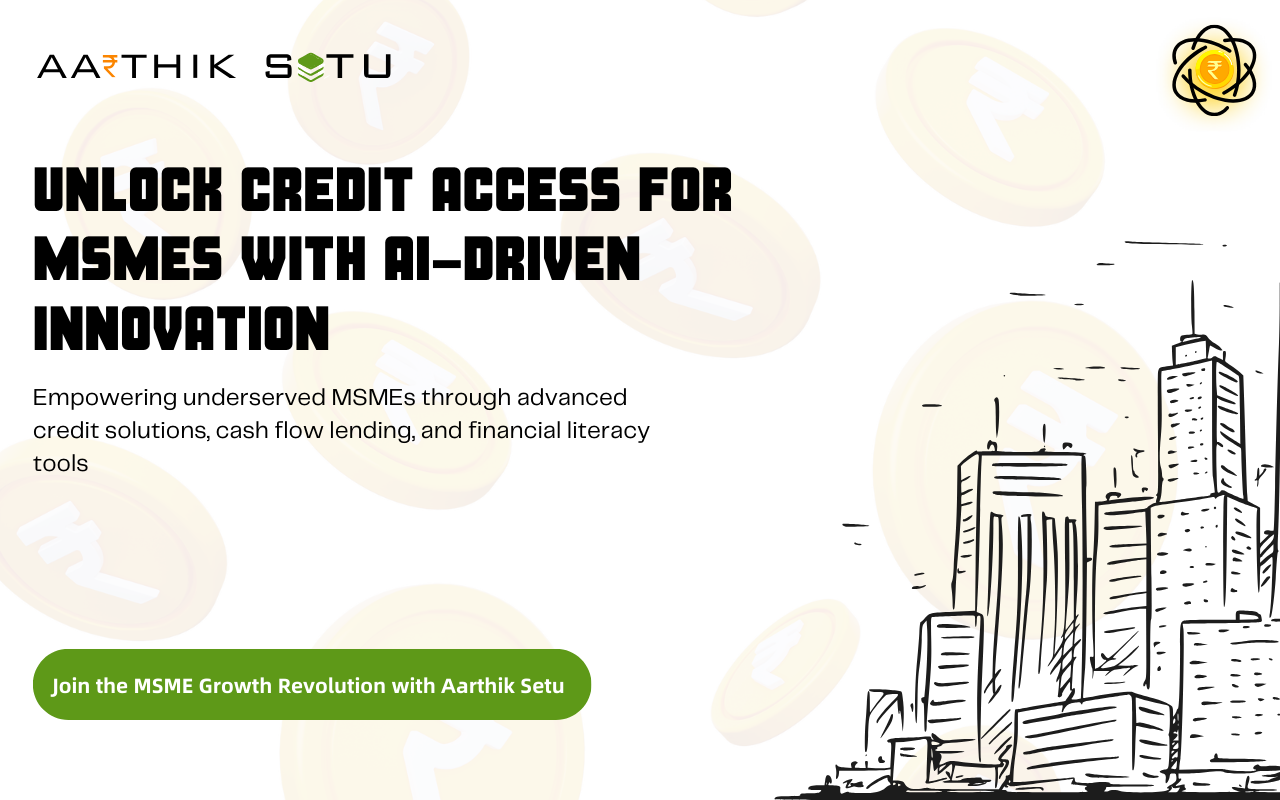 AA₹THIK SETU
UNLOCK CREDIT ACCESS FOR
MSMES WITH AI-DRIVEN
INNOVATION
Empowering underserved MSMEs through advanced
credit solutions, cash flow lending, and financial literacy
tools
Join the MSME Growth Revolution with Aarthik Setu